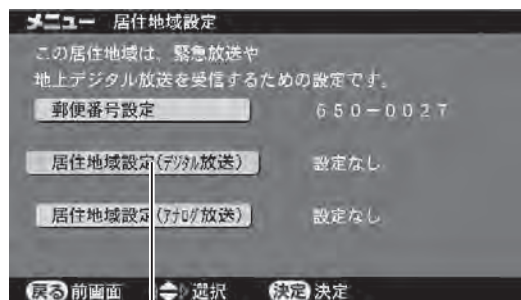 メニュー 居住地域設定
この居住地域は、緊急放送や
地上デジタル放送を受信するための設定です。
郵便番号設定 650-0027
居住地域設定(デジタル放送) 設定なし
居住地域設定(アナログ放送) 設定なし
戻る 前画面 選択 決定 決定